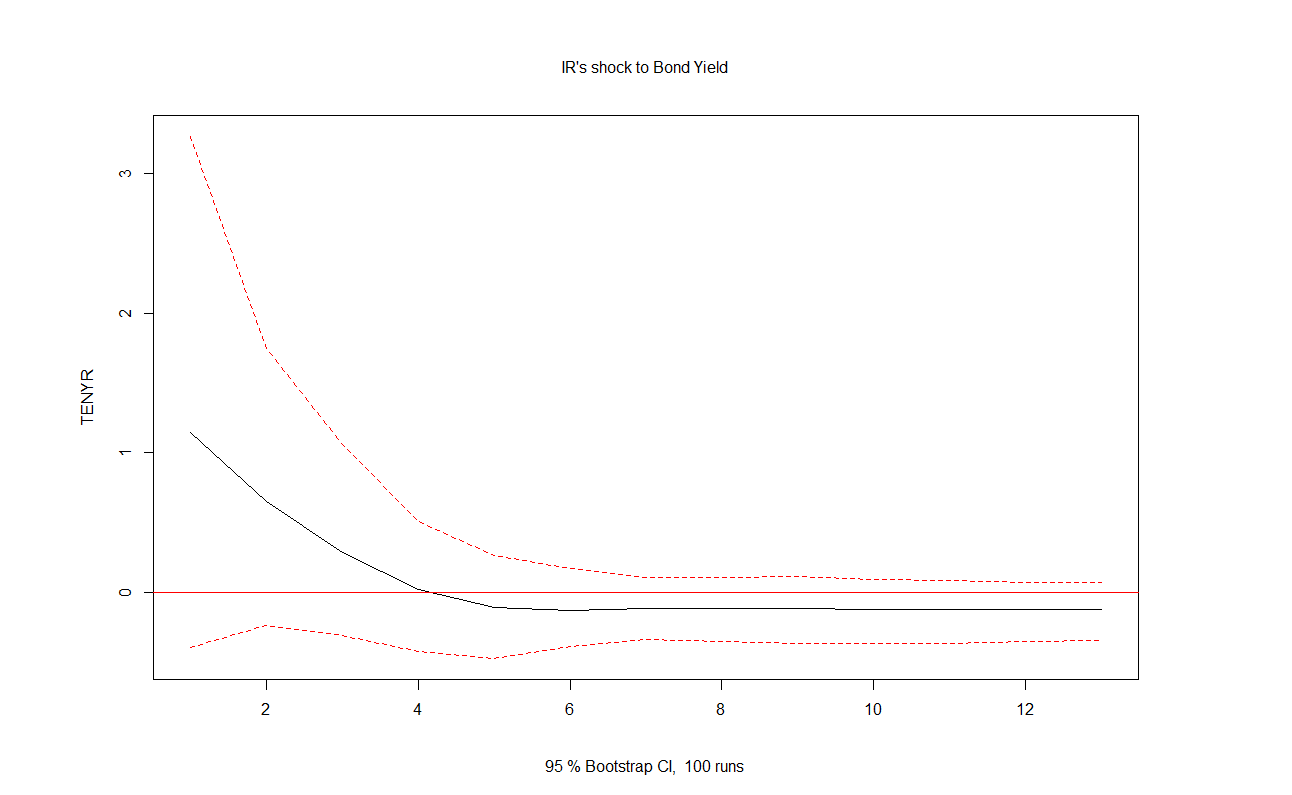 IR's shock to Bond Yield
TENYR
3
2
1
0
2 4 6 8 10 12
95 % Bootstrap CI, 100 runs